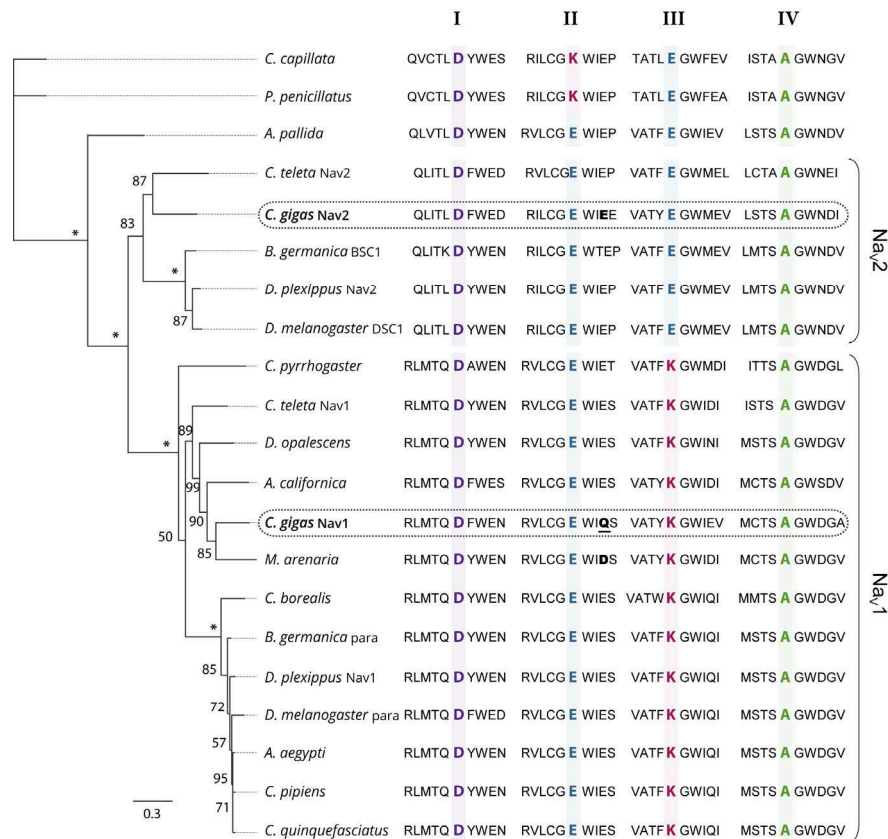 I II III IV
C. capillata QVCTL D YWES RILCG K WIEP TATL E GWFEV ISTA A GWNGV
P. penicillatus QVCTL D YWES RILCG K WIEP TATL E GWFEA ISTA A GWNGV
A. pallida QLVTL D YWEN RVLCG E WIEP VATF E GWIEV LSTS A GWNDV
87 C. teleta Nav2 QLITL D FWED RVLCG E WIEP VATF E GWMEL LCTA A GWNEI
83 * C. gigas Nav2 QLITL D FWED RILCG E WIEE VATY E GWMEV LSTS A GWNDI
B. germanica BSC1 QLITK D YWEN RILCG E WTEP VATF E GWMEV LMTS A GWNDV
* D. plexippus Nav2 QLITL D YWEN RILCG E WIEP VATF E GWMEV LMTS A GWNDV
87 * D. melanogaster DSC1 QLITL D YWEN RILCG E WIEP VATF E GWMEV LMTS A GWNDV
NaV2
C. pyrrhogaster RLMTQ D AWEN RVLCG E WIET VATF K GWMDI ITTS A GWDGL
C. teleta Nav1 RLMTQ D YWEN RVLCG E WIES VATF K GWIDI ISTS A GWDGV
89 * D. opalescens RLMTQ D YWEN RVLCG E WIES VATF K GWINI MSTS A GWDGV
99 A. californica RLMTQ D FWES RVLCG E WIES VATY K GWIDI MCTS A GWSDV
90 C. gigas Nav1 RLMTQ D FWEN RVLCG E WIQS VATY K GWIEV MCTS A GWDGA
50 85 M. arenaria RLMTQ D YWEN RVLCG E WIDS VATY K GWIDI MCTS A GWDGV
C. borealis RLMTQ D YWEN RVLCG E WIES VATW K GWIQI MMTS A GWDGV
* B. germanica para RLMTQ D YWEN RVLCG E WIES VATF K GWIQI MSTS A GWDGV
85 D. plexippus Nav1 RLMTQ D YWEN RVLCG E WIES VATF K GWIQI MSTS A GWDGV
72 D. melanogaster para RLMTQ D FWED RVLCG E WIES VATF K GWIQI MSTS A GWDGV
57 A. aegypti RLMTQ D YWEN RVLCG E WIES VATF K GWIQI MSTS A GWDGV
95 C. pipiens RLMTQ D YWEN RVLCG E WIES VATF K GWIQI MSTS A GWDGV
71 C. quinquefasciatus RLMTQ D YWEN RVLCG E WIES VATF K GWIQI MSTS A GWDGV
NaV1
0.3